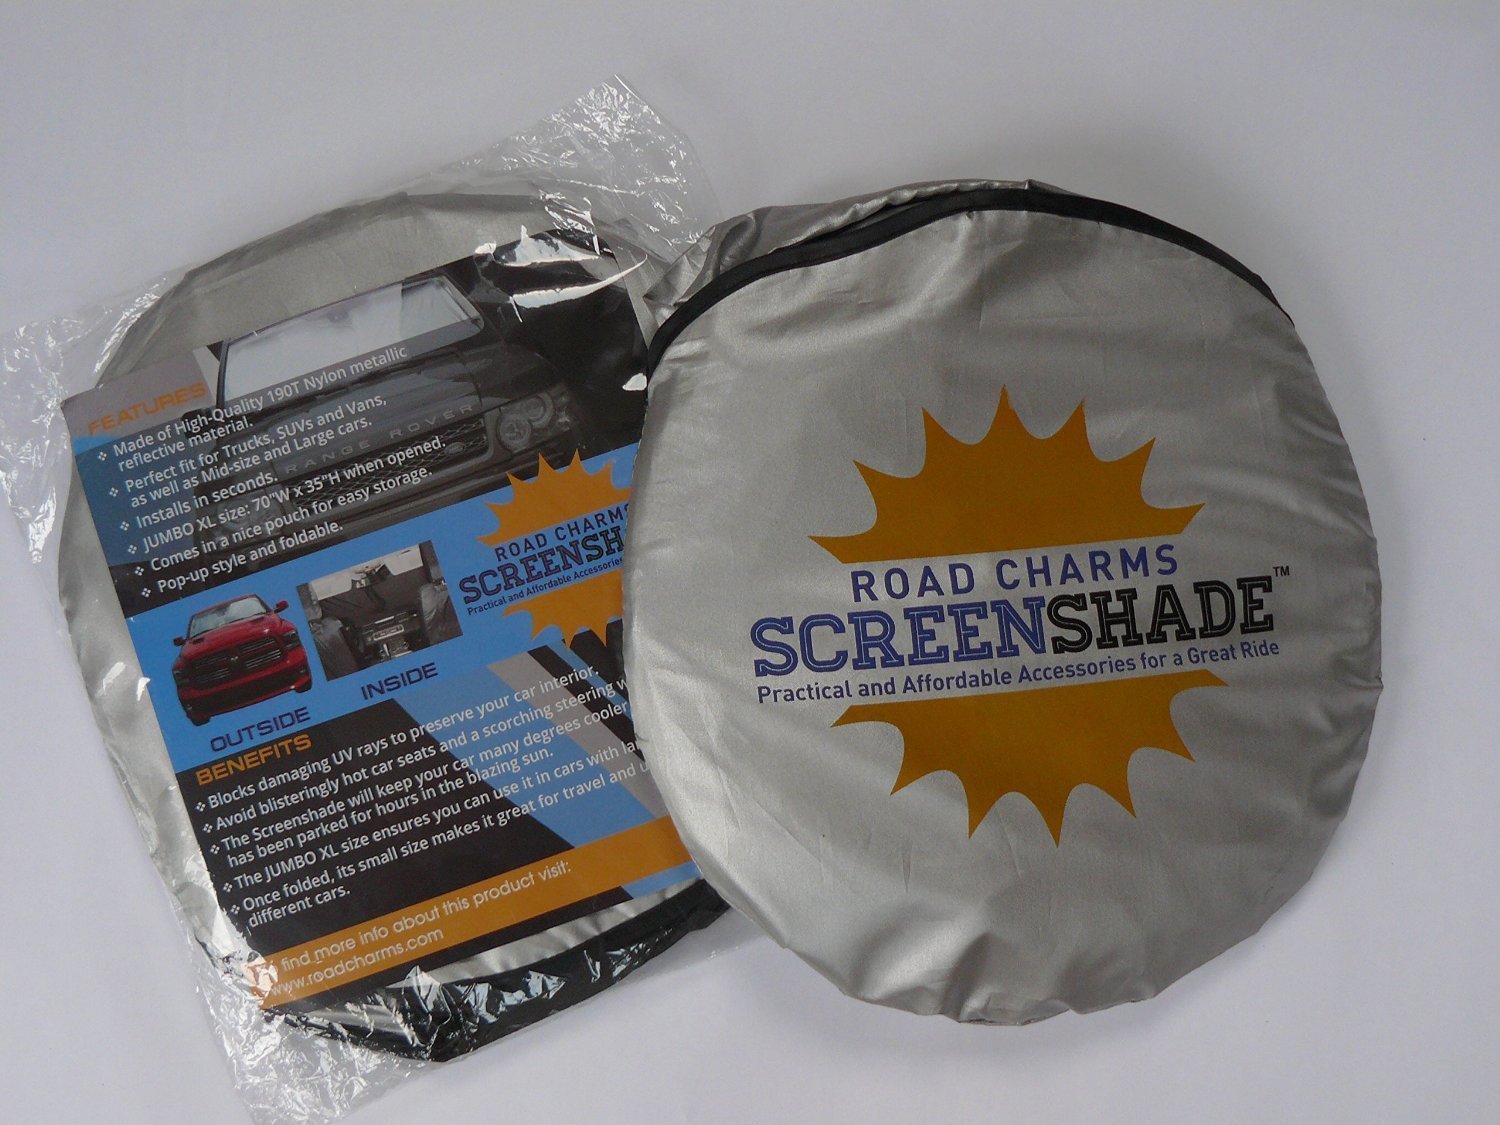 FEATURES
❖ Made of High-Quality 190T Nylon metallic
reflective material.
❖ Perfect fit for Trucks, SUVs and Vans,
as well as Mid-size and Large cars.
❖ Installs in seconds.
❖ JUMBO XL size: 70"W x 35"H when opened.
❖ Comes in a nice pouch for easy storage.
❖ Pop-up style and foldable.
RANGE ROVER
ROAD CHARMS
SCREENSH
Practical and Affordable Accessories
OUTSIDE
INSIDE
BENEFITS
❖ Blocks damaging UV rays to preserve your car interior.
❖ Avoid blisteringly hot car seats and a scorching steering
❖ The Screenshade will keep your car many degrees cooler
has been parked for hours in the blazing sun.
❖ The JUMBO XL size ensures you can use it in cars with
❖ Once folded, its small size makes it great for travel and
different cars.
find more info about this product visit:
www.roadcharms.com
ROAD CHARMS
SCREENSHADE™
Practical and Affordable Accessories for a Great Ride